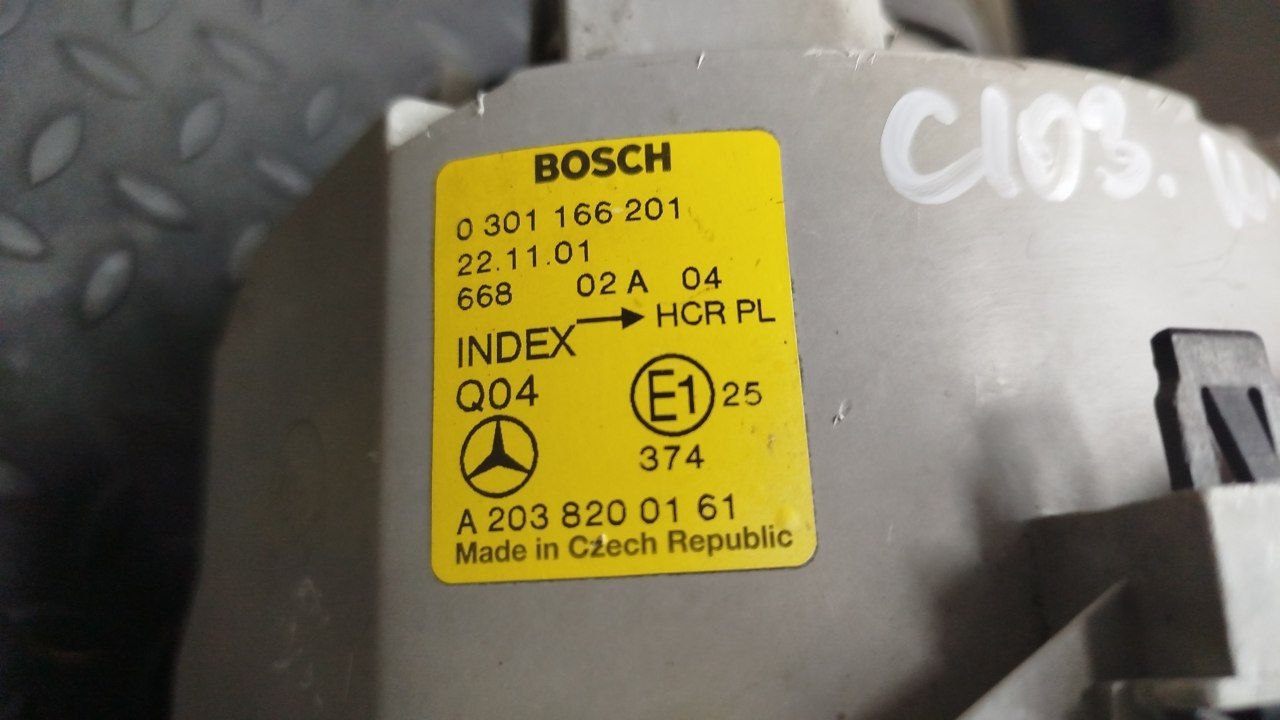 BOSCH
0 301 166 201
22.11.01
668 02 A 04
INDEX → HCR PL
Q04
E1 25
374
A 203 820 01 61
Made in Czech Republic
C103.